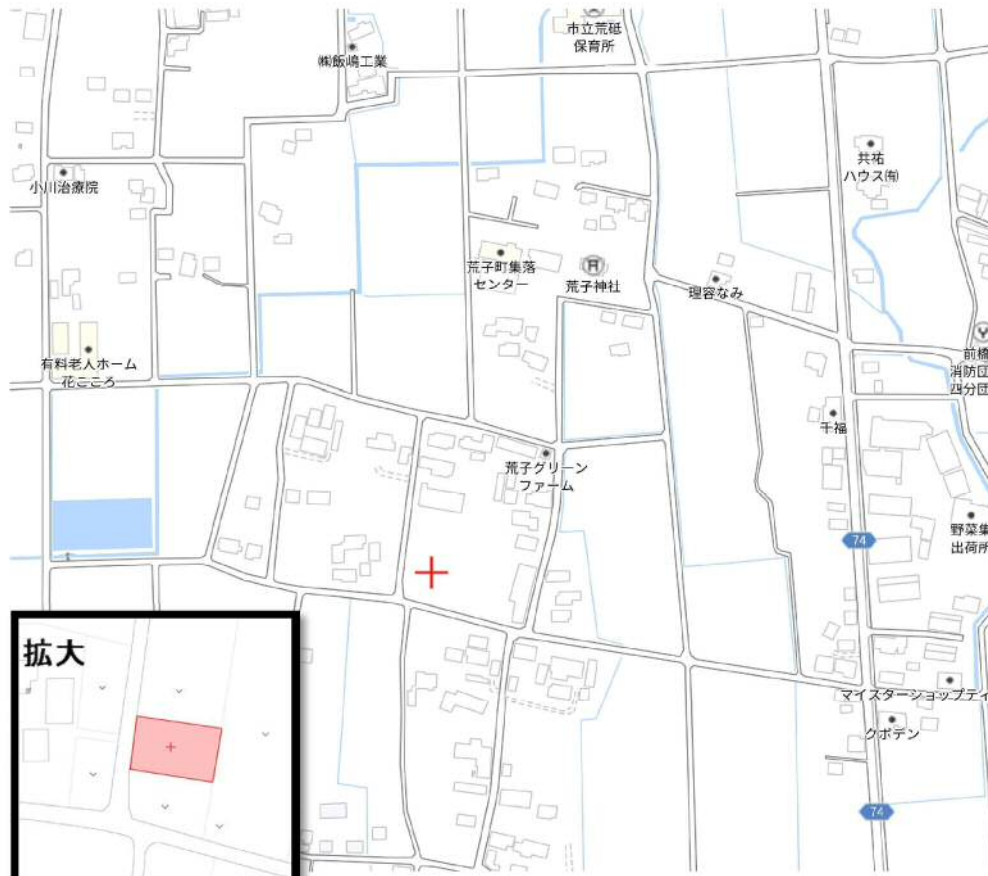 市立荒砥
保育所
㈱飯嶋工業
共祐
ハウス㈲
小川治療院
荒子町集落
センター
荒子神社
理容なみ
有料老人ホーム
花こころ
前橋
消防団
四分団
千福
荒子グリーン
ファーム
野菜集
出荷所
74
拡大
マイスターショップティ
クボデン
74